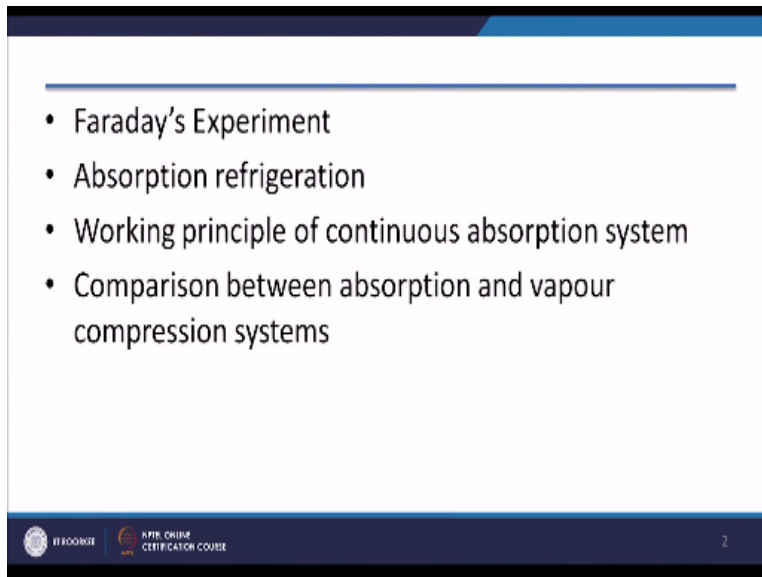 • Faraday's Experiment
• Absorption refrigeration
• Working principle of continuous absorption system
• Comparison between absorption and vapour
compression systems
IIT ROORKEE
NPTEL ONLINE
CERTIFICATION COURSE
2